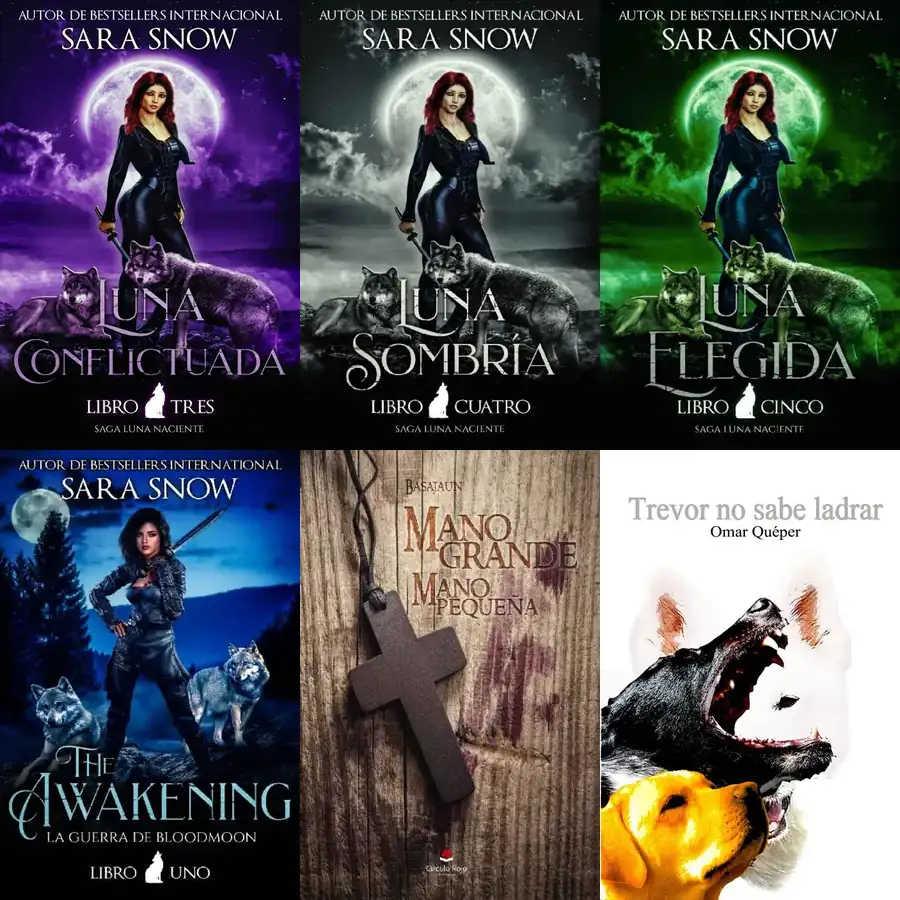 AUTOR DE BESTSELLERS INTERNACIONAL
SARA SNOW
LUNA
CONFLICTUADA
LIBRO TRES
SAGA LUNA NACIENTE
AUTOR DE BESTSELLERS INTERNACIONAL
SARA SNOW
LUNA
SOMBRÍA
LIBRO CUATRO
SAGA LUNA NACIENTE
AUTOR DE BESTSELLERS INTERNACIONAL
SARA SNOW
LUNA
ELEGIDA
LIBRO CINCO
SAGA LUNA NACIENTE
AUTOR DE BESTSELLERS INTERNATIONAL
SARA SNOW
THE
AWAKENING
LA GUERRA DE BLOODMOON
LIBRO UNO
BASAJAUN
MANO
GRANDE
MANO
PEQUEÑA
Círculo Rojo
Trevor no sabe ladrar
Omar Quéper